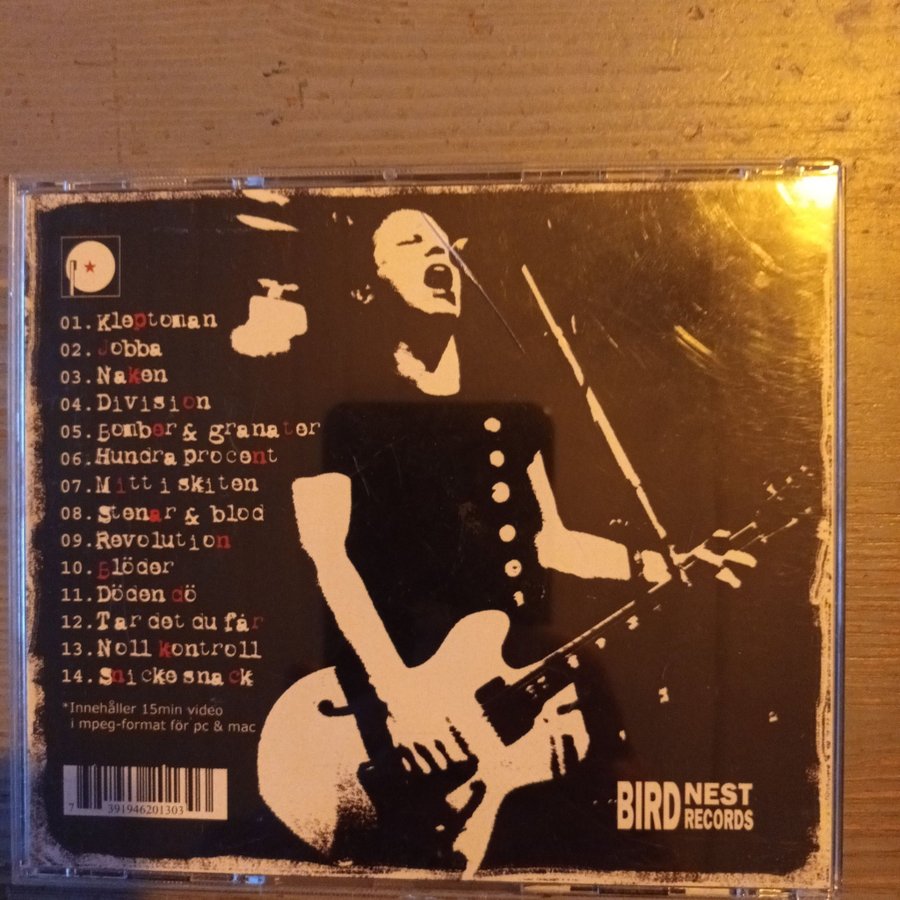 01. Kleptoman
02. Jobba
03. Naken
04. Division
05. Bomber & granater
06. Hundra procent
07. Mitt i skiten
08. Stenar & blod
09. Revolution
10. Blöder
11. Döden dö
12. Tar det du får
13. Noll kontroll
14. Snickesnack
*Innehåller 15min video
i mpeg-format för pc & mac
7 391946 201303
BIRD NEST
RECORDS